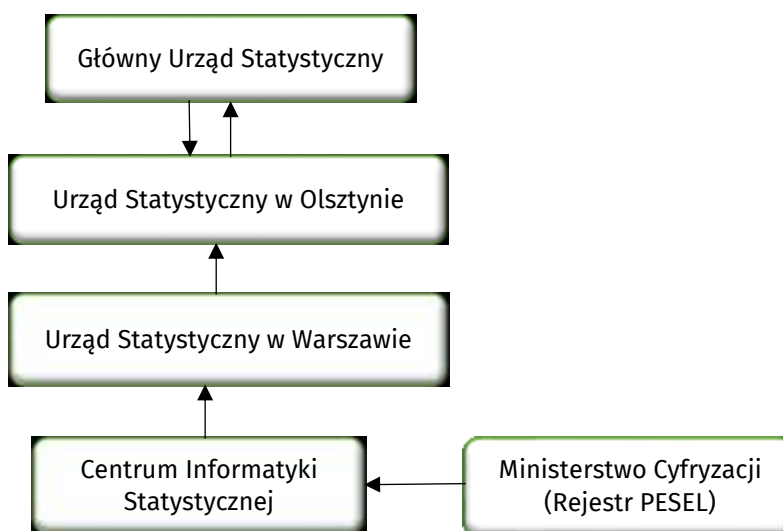 Główny Urząd Statystyczny
Urząd Statystyczny w Olsztynie
Urząd Statystyczny w Warszawie
Centrum Informatyki
Statystycznej
Ministerstwo Cyfryzacji
(Rejestr PESEL)